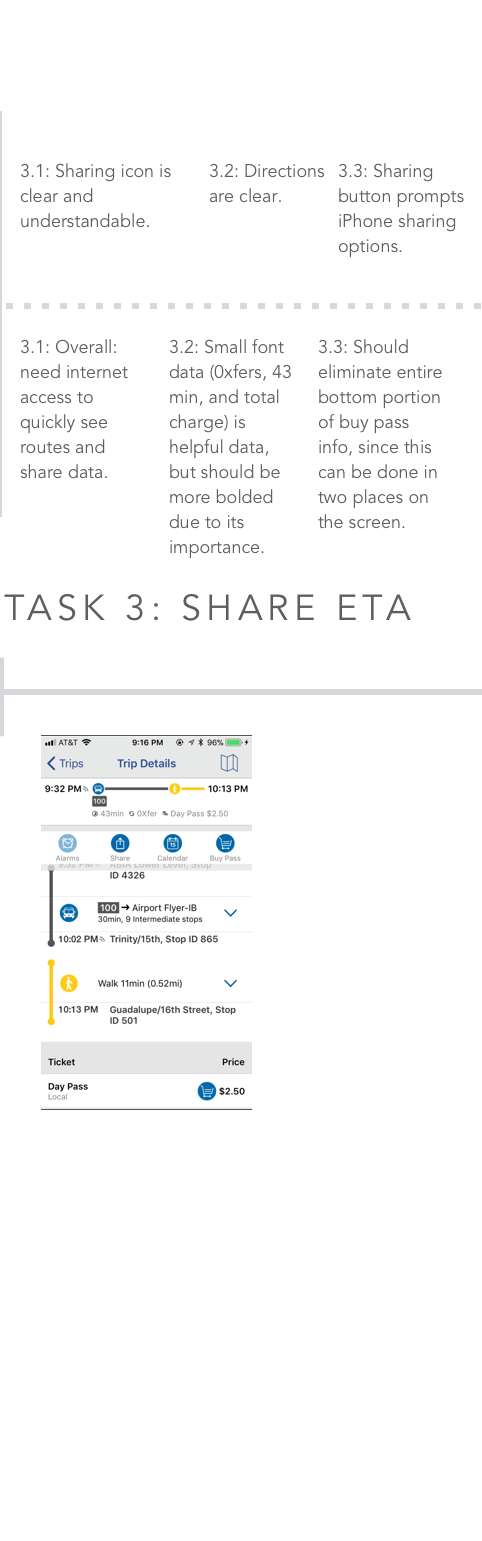 3.1: Sharing icon is
clear and
understandable.
3.2: Directions
are clear.
3.3: Sharing
button prompts
iPhone sharing
options.
3.1: Overall:
need internet
access to
quickly see
routes and
share data.
3.2: Small font
data (0xfers, 43
min, and total
charge) is
helpful data,
but should be
more bolded
due to its
importance.
3.3: Should
eliminate entire
bottom portion
of buy pass
info, since this
can be done in
two places on
the screen.
TASK 3: SHARE ETA
AT&T 9:16 PM 96%
Trips Trip Details
9:32 PM 10:13 PM
100
43min 0Xfer Day Pass $2.50
15
Alarms Share Calendar Buy Pass
9:32 PM ABIA Lower Level, Stop
ID 4326
100 → Airport Flyer-IB
30min, 9 Intermediate stops
10:02 PM Trinity/15th, Stop ID 865
Walk 11min (0.52mi)
10:13 PM Guadalupe/16th Street, Stop
ID 501
Ticket Price
Day Pass $2.50
Local